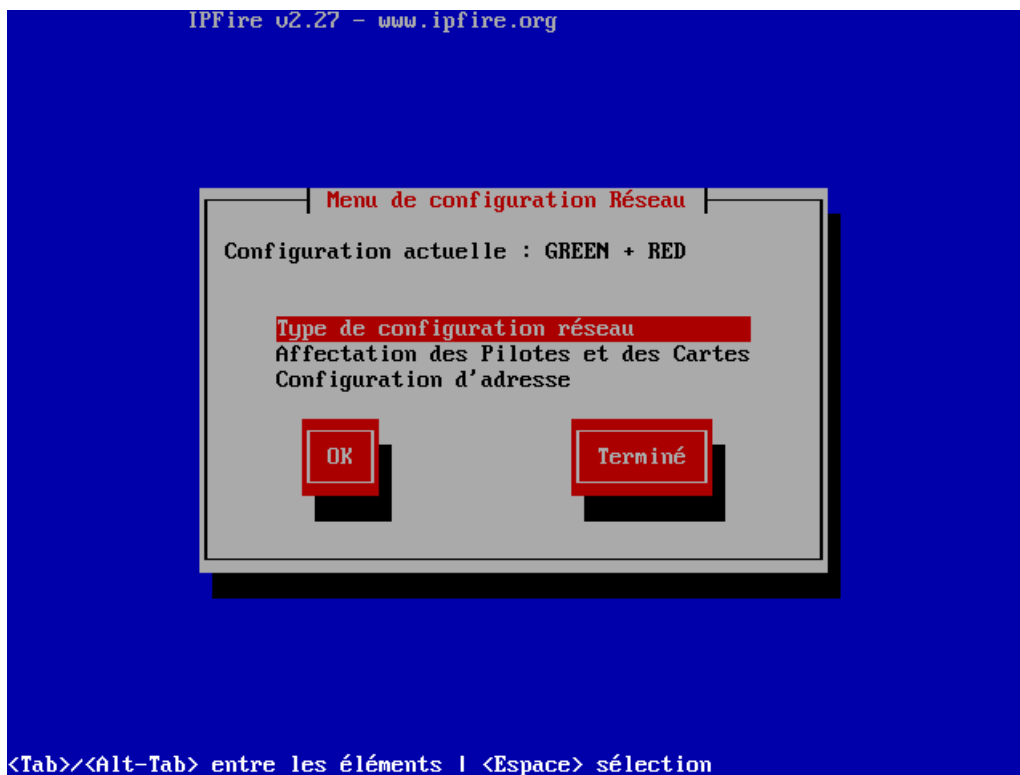 IPFire v2.27 - www.ipfire.org
Menu de configuration Réseau
Configuration actuelle : GREEN + RED
Type de configuration réseau
Affectation des Pilotes et des Cartes
Configuration d'adresse
OK
Terminé
<Tab>/<Alt-Tab> entre les éléments | <Espace> sélection